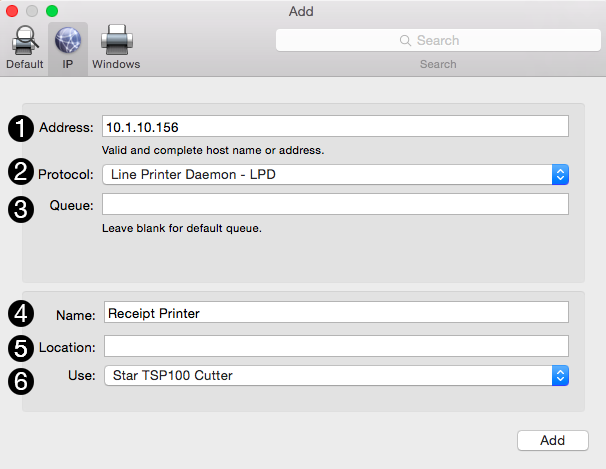 Add
Search
Default IP Windows
Search
1 Address: 10.1.10.156
Valid and complete host name or address.
2 Protocol: Line Printer Daemon - LPD
3 Queue:
Leave blank for default queue.
4 Name: Receipt Printer
5 Location:
6 Use: Star TSP100 Cutter
Add